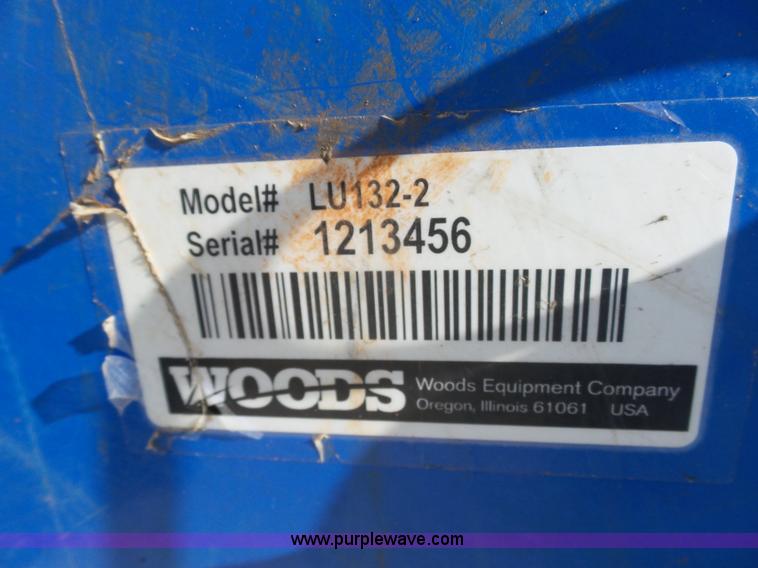 Model# LU132-2
Serial# 1213456
WOODS Woods Equipment Company
Oregon, Illinois 61061 USA
www.purplewave.com